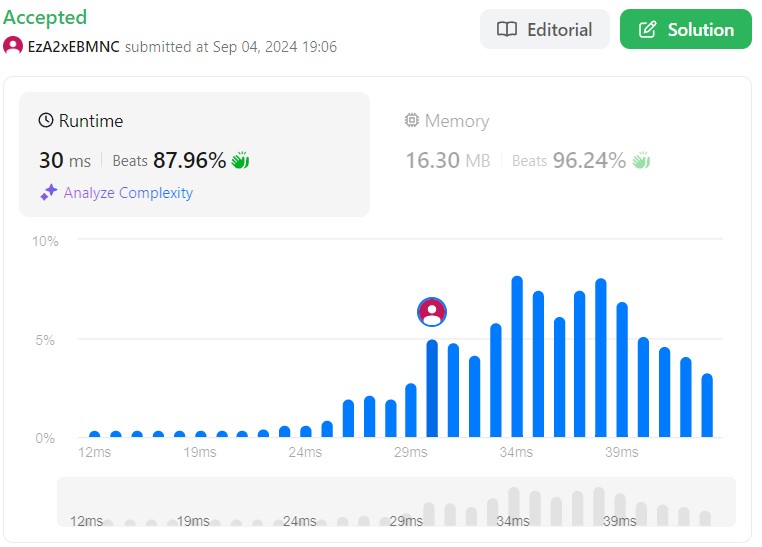 Accepted
EzA2xEBMNC submitted at Sep 04, 2024 19:06
Editorial
Solution
Runtime
30 ms Beats 87.96%
Analyze Complexity
Memory
16.30 MB Beats 96.24%
10%
5%
0%
12ms 19ms 24ms 29ms 34ms 39ms
12ms 19ms 24ms 29ms 34ms 39ms